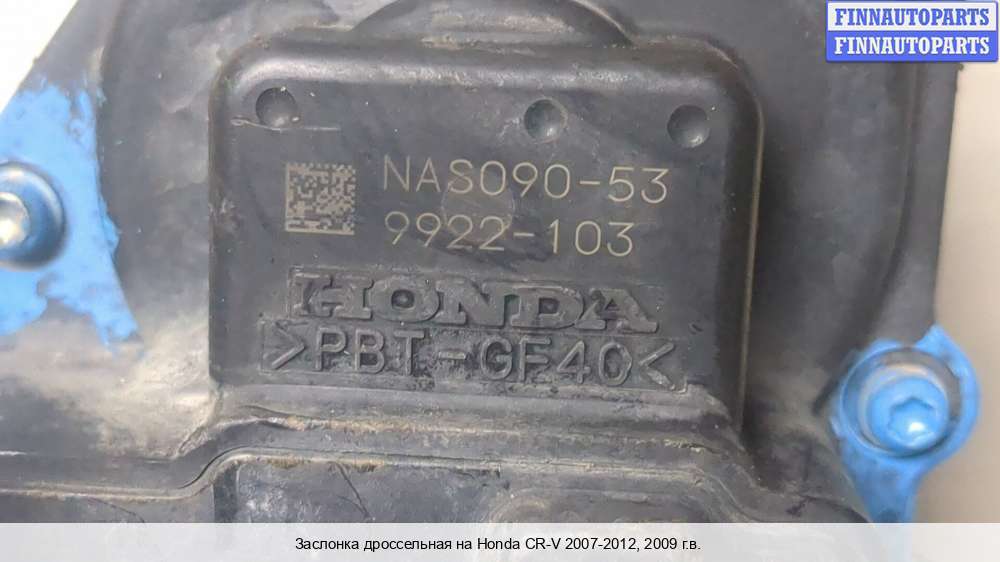 FINNAUTOPARTS
FINNAUTOPARTS
NAS090-53
9922-103
HONDA
>PBT-GF40<
Заслонка дроссельная на Honda CR-V 2007-2012, 2009 г.в.